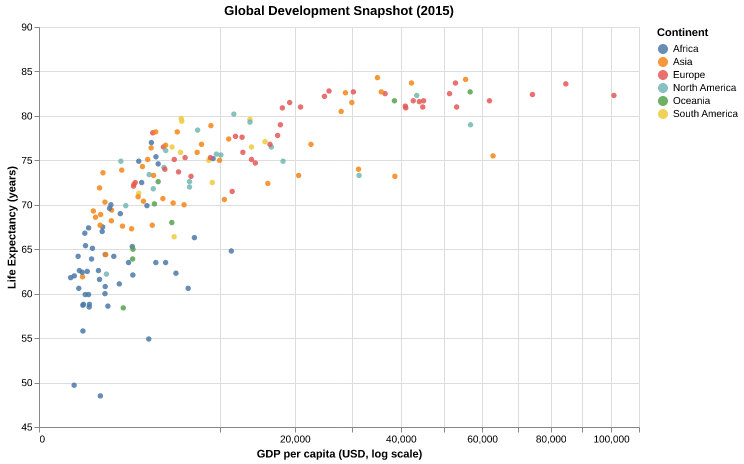 Global Development Snapshot (2015)
90
85
80
75
70
65
60
55
50
45
Life Expectancy (years)
0
20,000
40,000
60,000
80,000
100,000
GDP per capita (USD, log scale)
Continent
Africa
Asia
Europe
North America
Oceania
South America